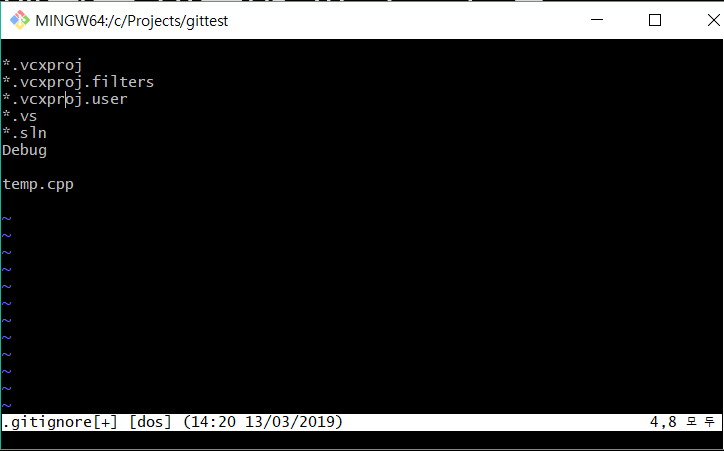 MINGW64:/c/Projects/gittest
*.vcxproj
*.vcxproj.filters
*.vcxproj.user
*.vs
*.sln
Debug
temp.cpp
~
~
~
~
~
~
~
~
~
~
~
~
.gitignore[+] [dos] (14:20 13/03/2019) 4,8 모두